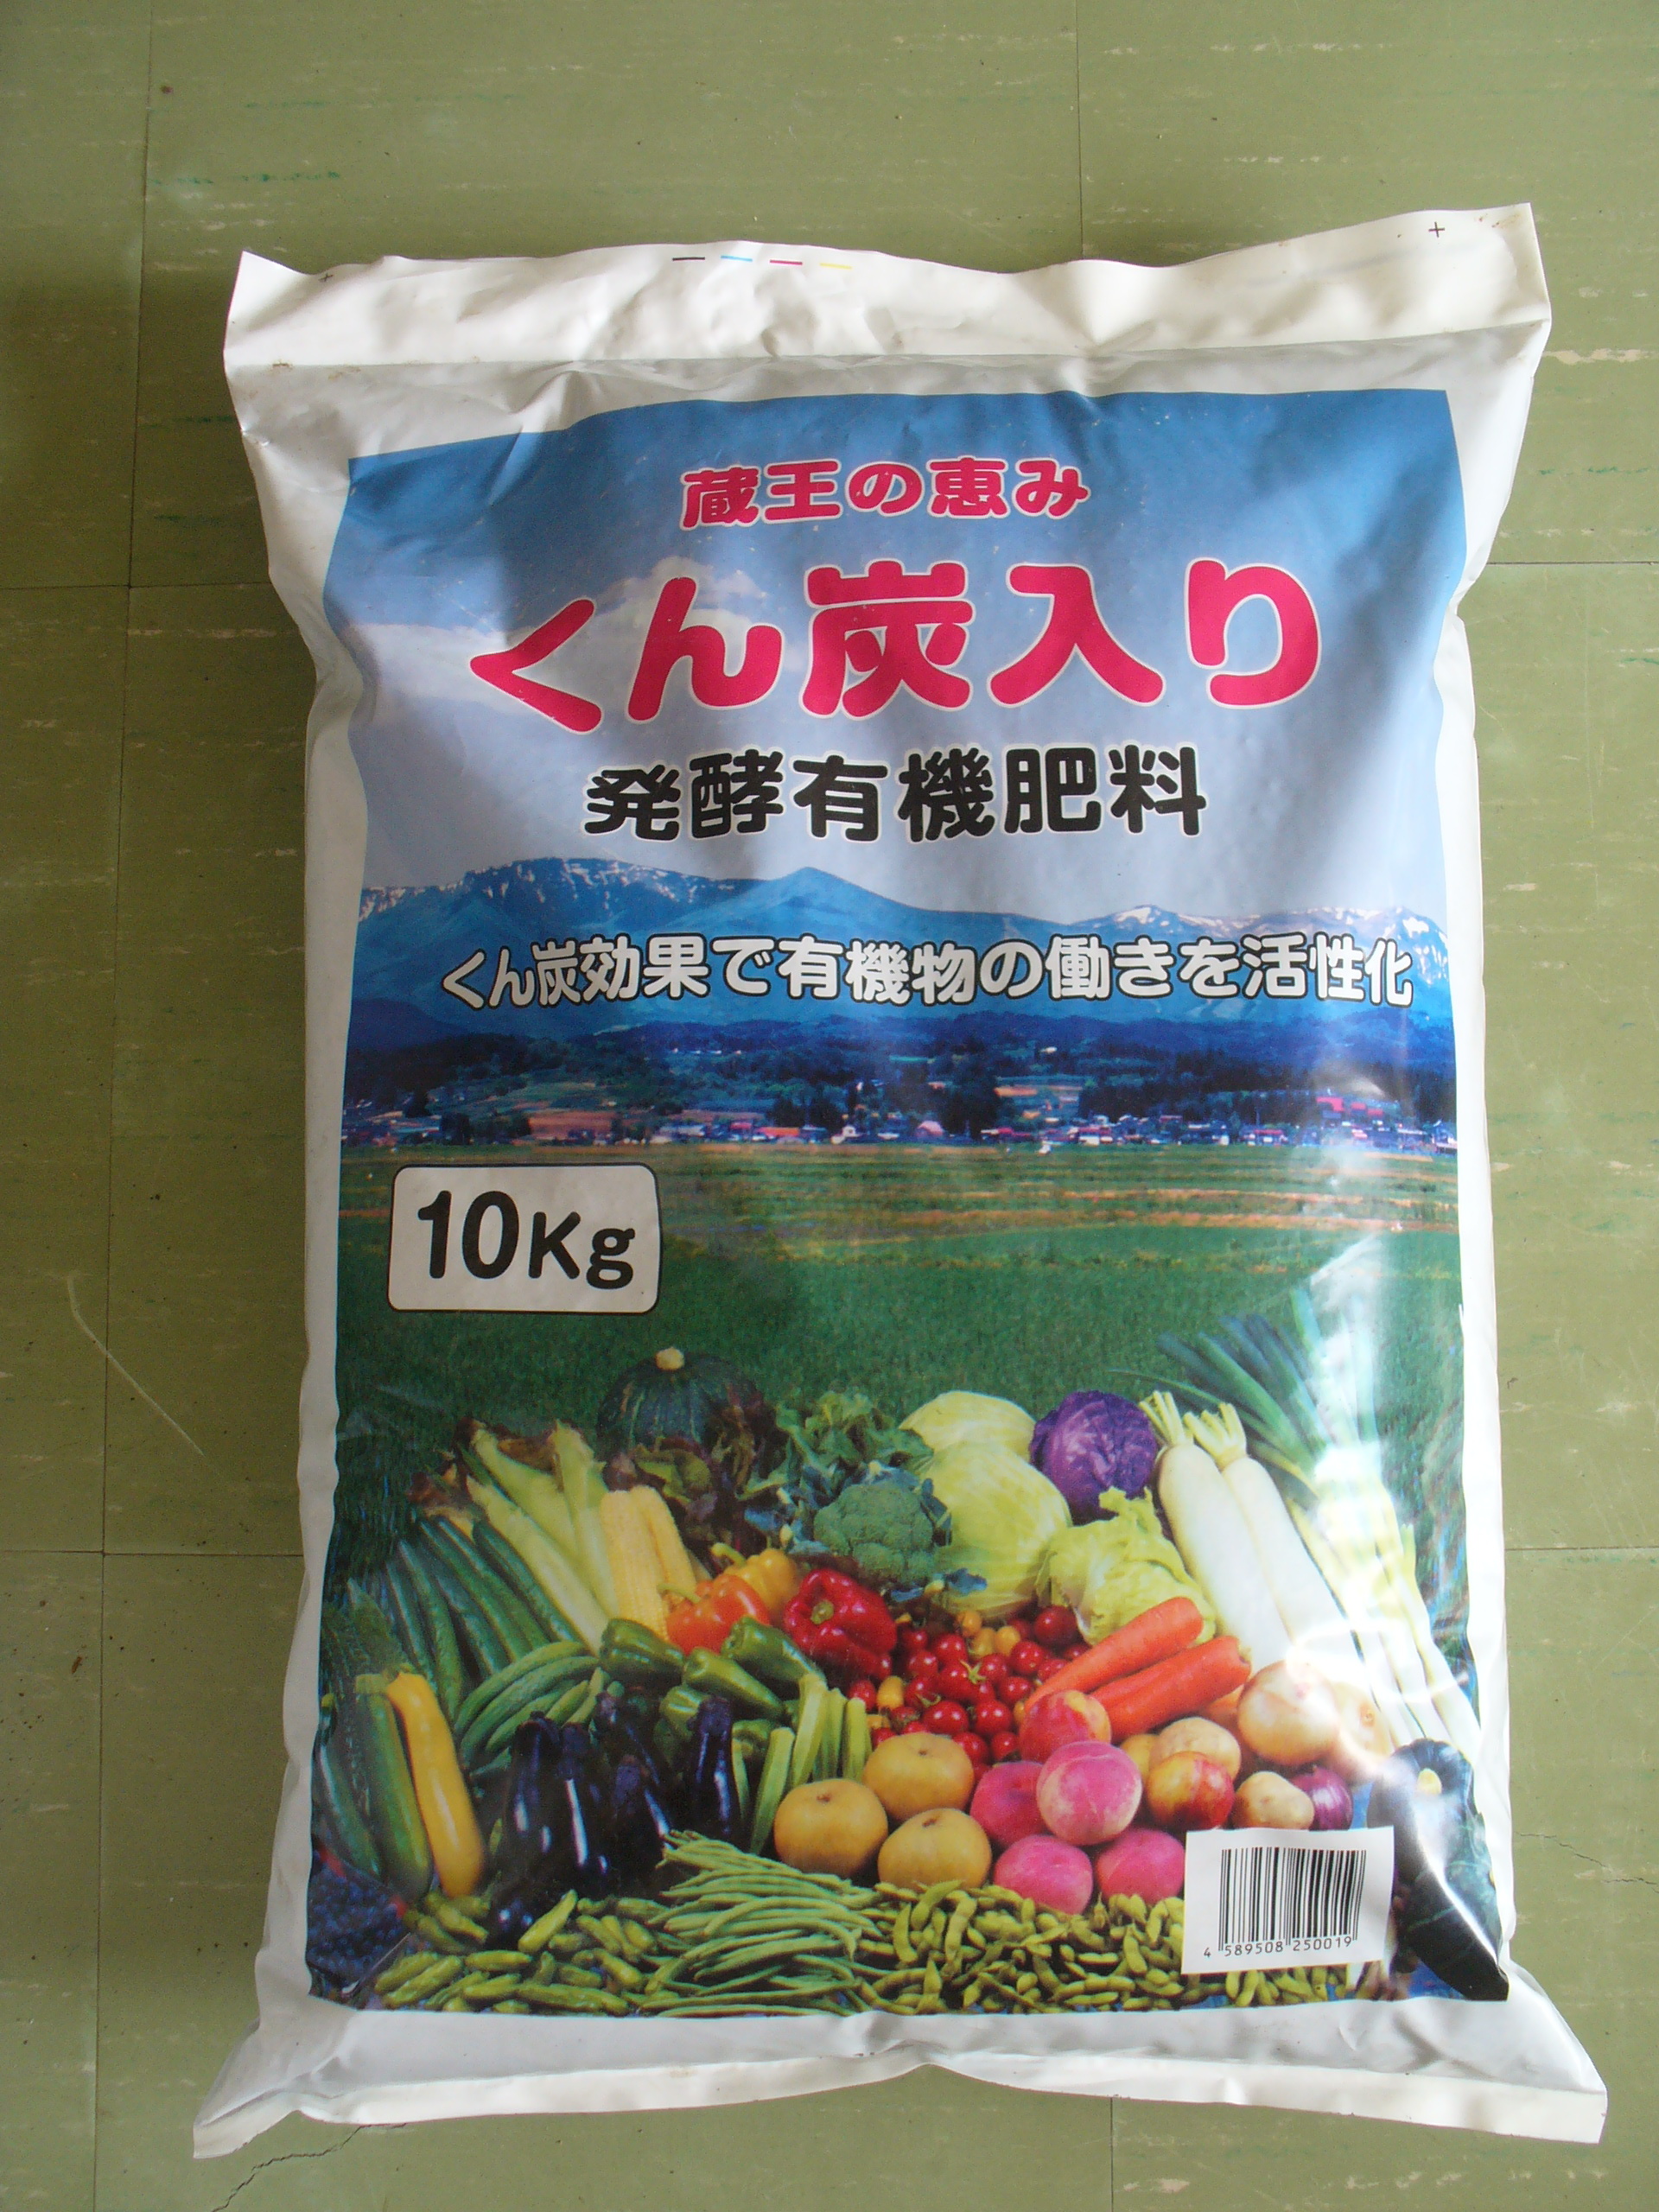 蔵王の恵み
くん炭入り
発酵有機肥料
くん炭効果で有機物の働きを活性化
10Kg
4 589508 250019